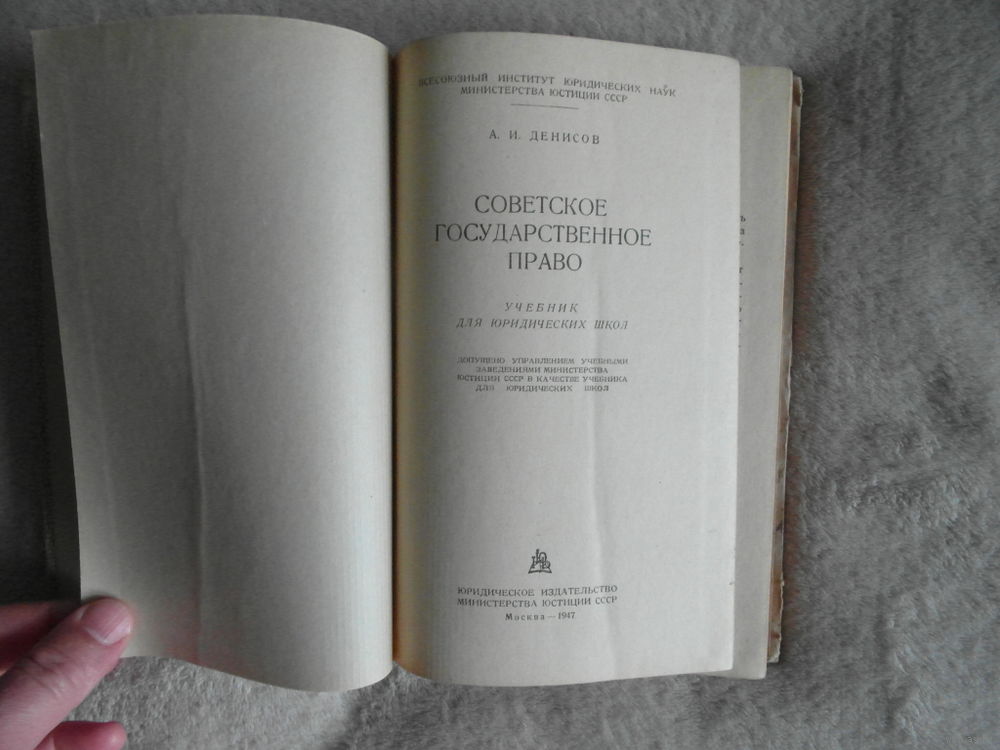 ВСЕСОЮЗНЫЙ ИНСТИТУТ ЮРИДИЧЕСКИХ НАУК
МИНИСТЕРСТВА ЮСТИЦИИ СССР
А. И. ДЕНИСОВ
СОВЕТСКОЕ
ГОСУДАРСТВЕННОЕ
ПРАВО
УЧЕБНИК
ДЛЯ ЮРИДИЧЕСКИХ ШКОЛ
ДОПУЩЕНО УПРАВЛЕНИЕМ УЧЕБНЫМИ
ЗАВЕДЕНИЯМИ МИНИСТЕРСТВА
ЮСТИЦИИ СССР В КАЧЕСТВЕ УЧЕБНИКА
ДЛЯ ЮРИДИЧЕСКИХ ШКОЛ
ЮРИДИЧЕСКОЕ ИЗДАТЕЛЬСТВО
МИНИСТЕРСТВА ЮСТИЦИИ СССР
Москва — 1947